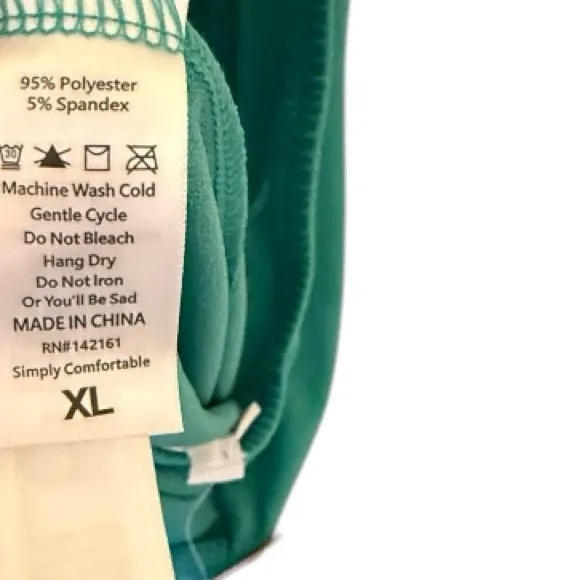 95% Polyester
5% Spandex
30
Machine Wash Cold
Gentle Cycle
Do Not Bleach
Hang Dry
Do Not Iron
Or You'll Be Sad
MADE IN CHINA
RN#142161
Simply Comfortable
XL